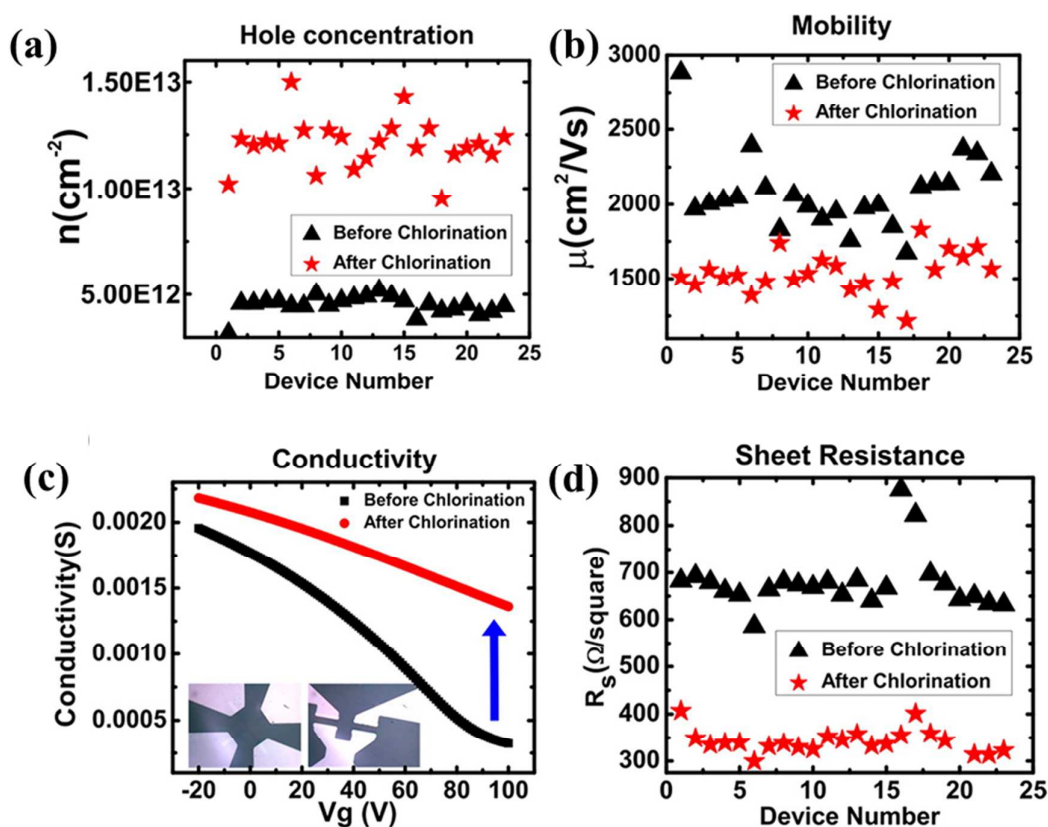 (a)
Hole concentration
n(cm⁻²)
1.50E13
1.00E13
5.00E12
Before Chlorination
After Chlorination
0 5 10 15 20 25
Device Number
(b)
Mobility
μ(cm²/Vs)
3000
2500
2000
1500
Before Chlorination
After Chlorination
0 5 10 15 20 25
Device Number
(c)
Conductivity
Conductivity(S)
0.0020
0.0015
0.0010
0.0005
Before Chlorination
After Chlorination
-20 0 20 40 60 80 100
Vg (V)
(d)
Sheet Resistance
Rs(Ω/square)
900
800
700
600
500
400
300
Before Chlorination
After Chlorination
0 5 10 15 20 25
Device Number